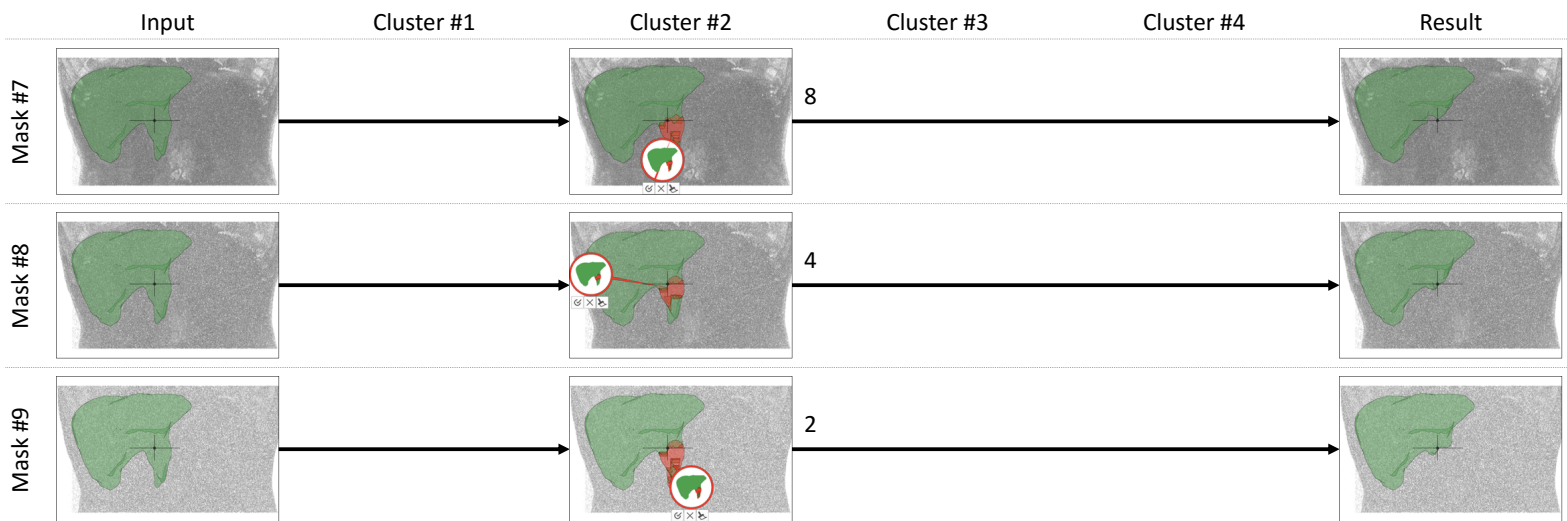 Input Cluster #1 Cluster #2 Cluster #3 Cluster #4 Result
Mask #7
8
Mask #8
4
Mask #9
2